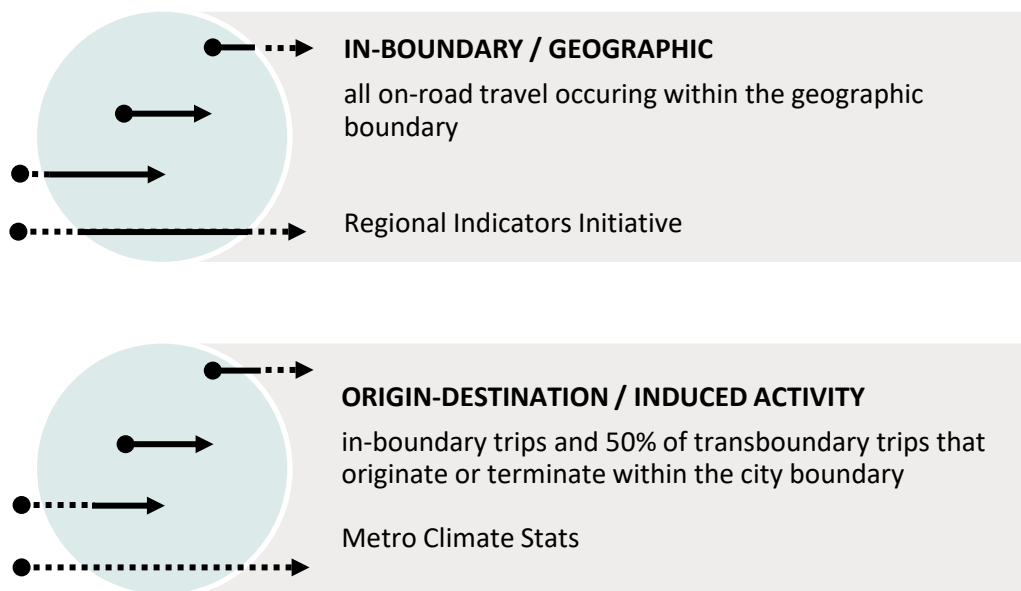 IN-BOUNDARY / GEOGRAPHIC
all on-road travel occuring within the geographic
boundary
Regional Indicators Initiative
ORIGIN-DESTINATION / INDUCED ACTIVITY
in-boundary trips and 50% of transboundary trips that
originate or terminate within the city boundary
Metro Climate Stats